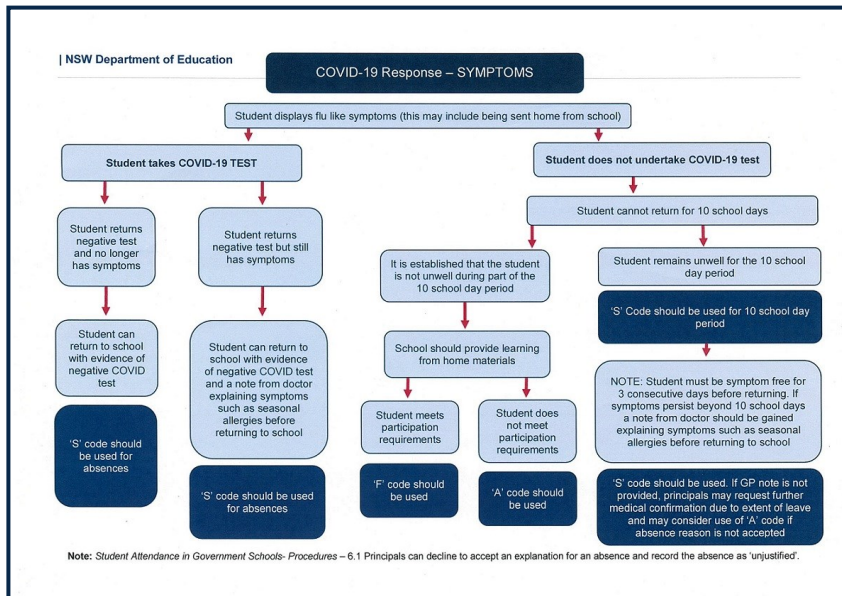 | NSW Department of Education
COVID-19 Response – SYMPTOMS
Student displays flu like symptoms (this may include being sent home from school)
Student takes COVID-19 TEST
Student does not undertake COVID-19 test
Student returns
negative test
and no longer
has symptoms
Student returns
negative test but still
has symptoms
Student cannot return for 10 school days
It is established that the student
is not unwell during part of the
10 school day period
Student remains unwell for the 10 school
day period
'S' Code should be used for 10 school day
period
Student can
return to school
with evidence of
negative COVID
test
Student can return to
school with evidence of
negative COVID test
and a note from doctor
explaining symptoms
such as seasonal
allergies before
returning to school
School should provide learning
from home materials
NOTE: Student must be symptom free for
3 consecutive days before returning. If
symptoms persist beyond 10 school days
a note from doctor should be gained
explaining symptoms such as seasonal
allergies before returning to school
Student meets
participation
requirements
Student does
not meet
participation
requirements
'S' code should
be used for
absences
'S' code should be used
for absences
'F' code should
be used
'A' code should
be used
'S' code should be used. If GP note is not
provided, principals may request further
medical confirmation due to extent of leave
and may consider use of 'A' code if
absence reason is not accepted
Note: Student Attendance in Government Schools- Procedures – 6.1 Principals can decline to accept an explanation for an absence and record the absence as 'unjustified'.